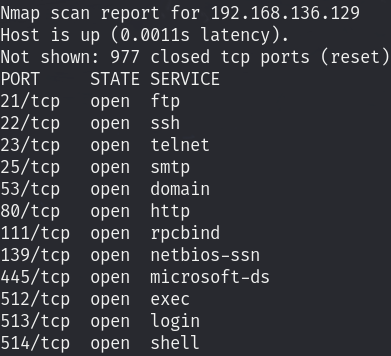 Nmap scan report for 192.168.136.129
Host is up (0.0011s latency).
Not shown: 977 closed tcp ports (reset)
PORT    STATE SERVICE
21/tcp  open  ftp
22/tcp  open  ssh
23/tcp  open  telnet
25/tcp  open  smtp
53/tcp  open  domain
80/tcp  open  http
111/tcp open  rpcbind
139/tcp open  netbios-ssn
445/tcp open  microsoft-ds
512/tcp open  exec
513/tcp open  login
514/tcp open  shell